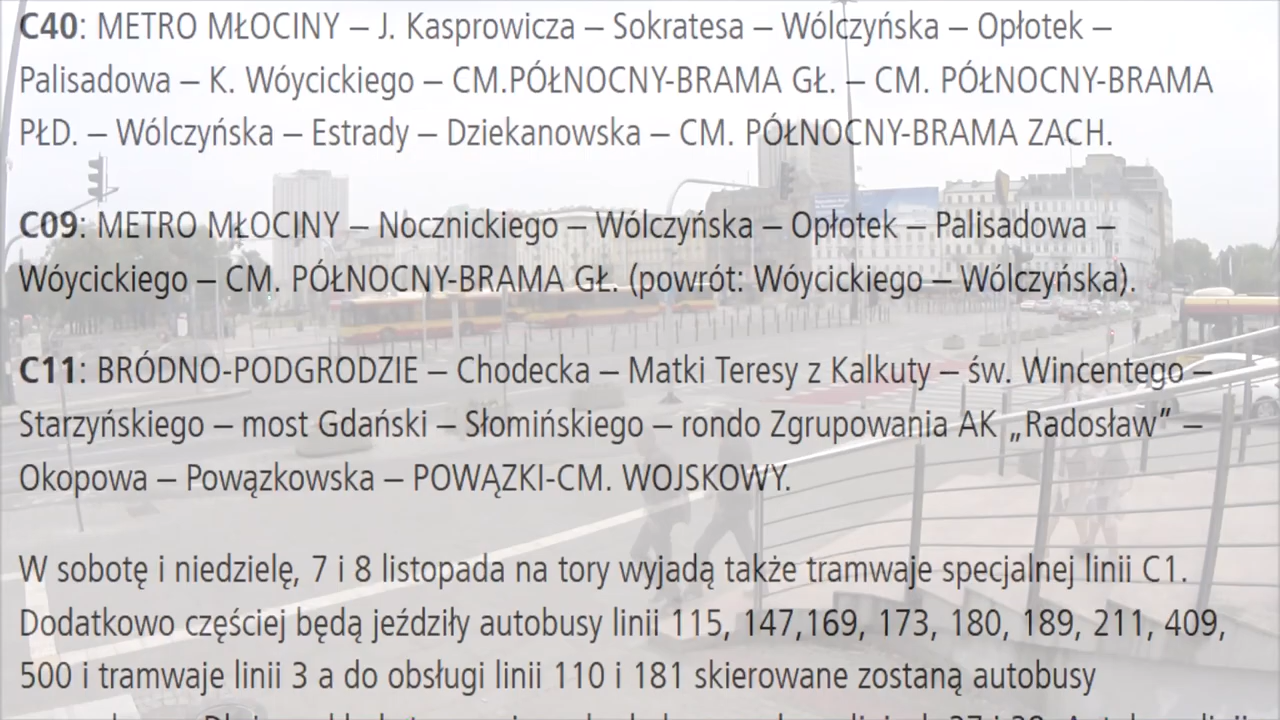 C40: METRO MŁOCINY – J. Kasprowicza – Sokratesa – Wólczyńska – Opłotek –
Palisadowa – K. Wóycickiego – CM.PÓŁNOCNY-BRAMA GŁ. – CM. PÓŁNOCNY-BRAMA
PŁD. – Wólczyńska – Estrady – Dziekanowska – CM. PÓŁNOCNY-BRAMA ZACH.
C09: METRO MŁOCINY – Nocznickiego – Wólczyńska – Opłotek – Palisadowa –
Wóycickiego – CM. PÓŁNOCNY-BRAMA GŁ. (powrót: Wóycickiego – Wólczyńska).
C11: BRÓDNO-PODGRODZIE – Chodecka – Matki Teresy z Kalkuty – św. Wincentego –
Starzyńskiego – most Gdański – Słomińskiego – rondo Zgrupowania AK „Radosław” –
Okopowa – Powązkowska – POWĄZKI-CM. WOJSKOWY.
W sobotę i niedzielę, 7 i 8 listopada na tory wyjadą także tramwaje specjalnej linii C1.
Dodatkowo częściej będą jeździły autobusy linii 115, 147,169, 173, 180, 189, 211, 409,
500 i tramwaje linii 3 a do obsługi linii 110 i 181 skierowane zostaną autobusy